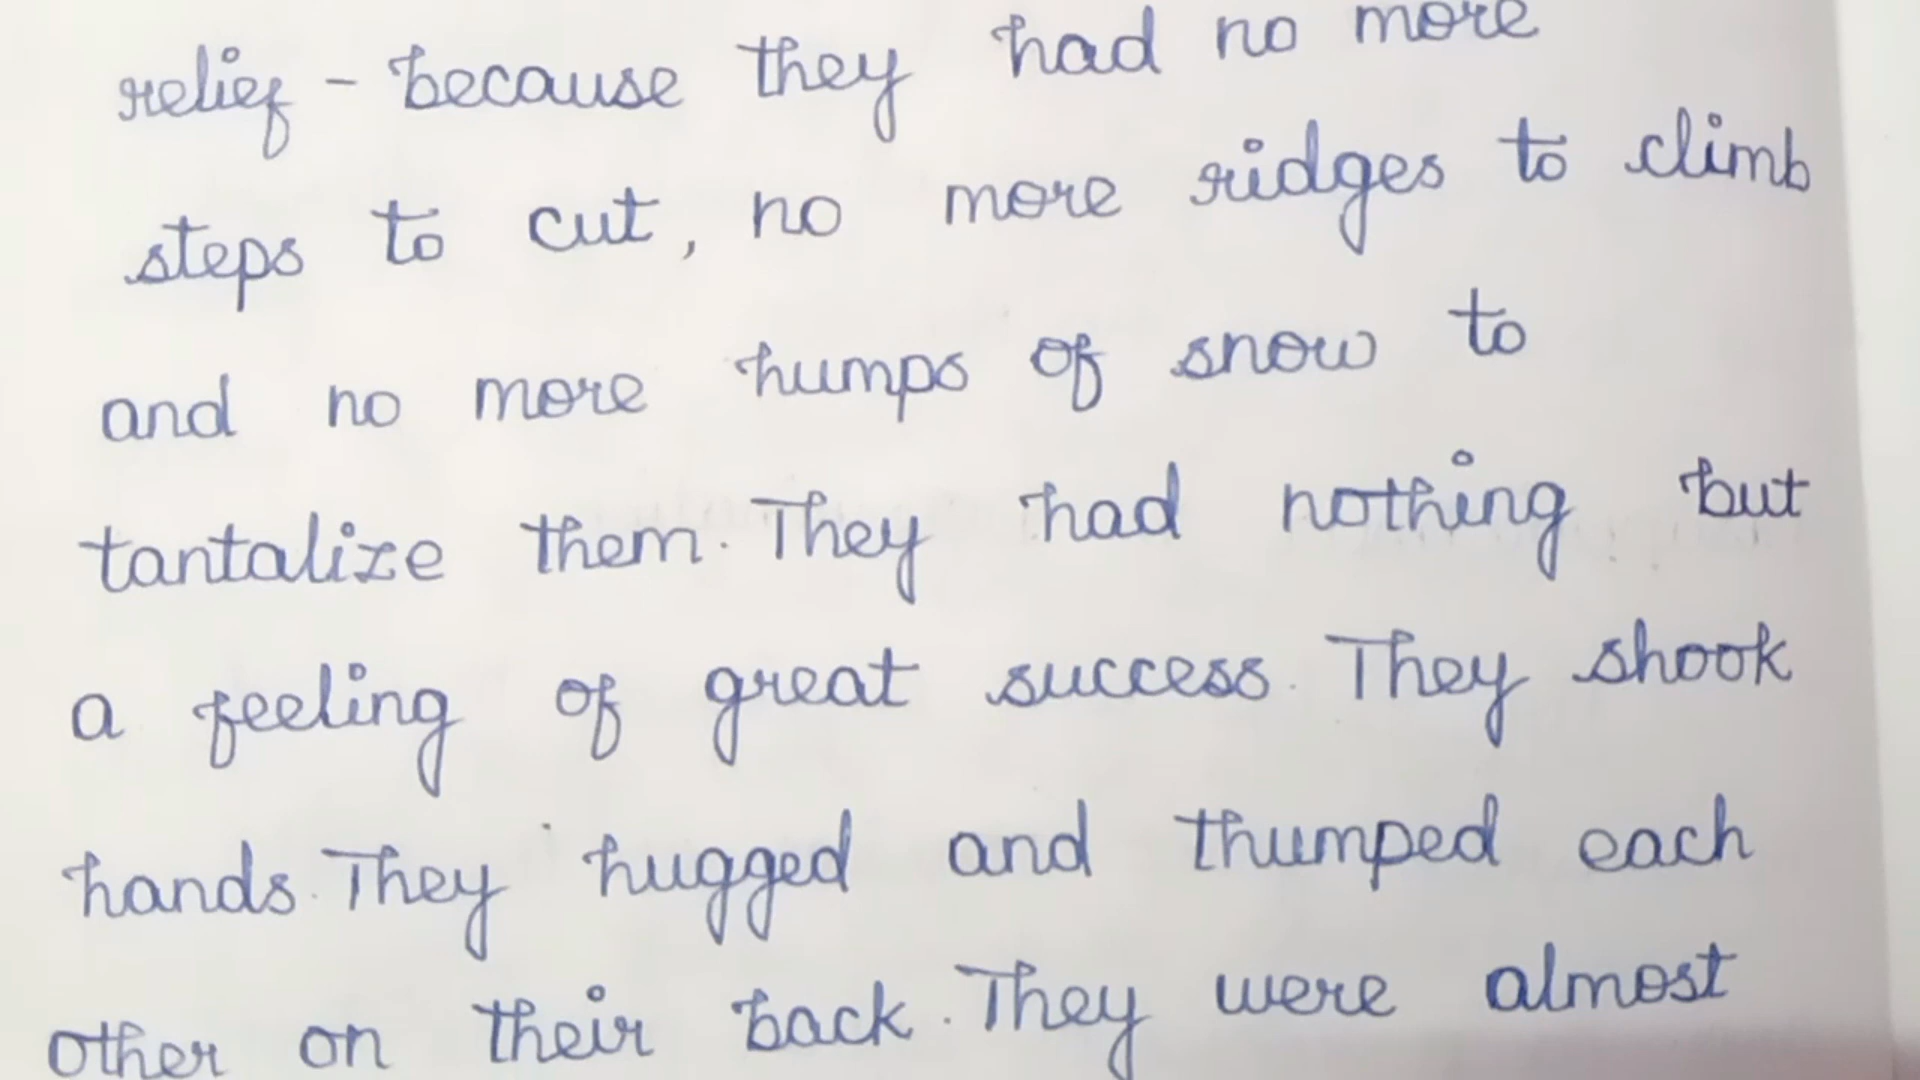 relief - because they had no more
steps to cut, no more ridges to climb
and no more humps of snow to
tantalize them. They had nothing but
a feeling of great success. They shook
hands. They hugged and thumped each
other on their back. They were almost